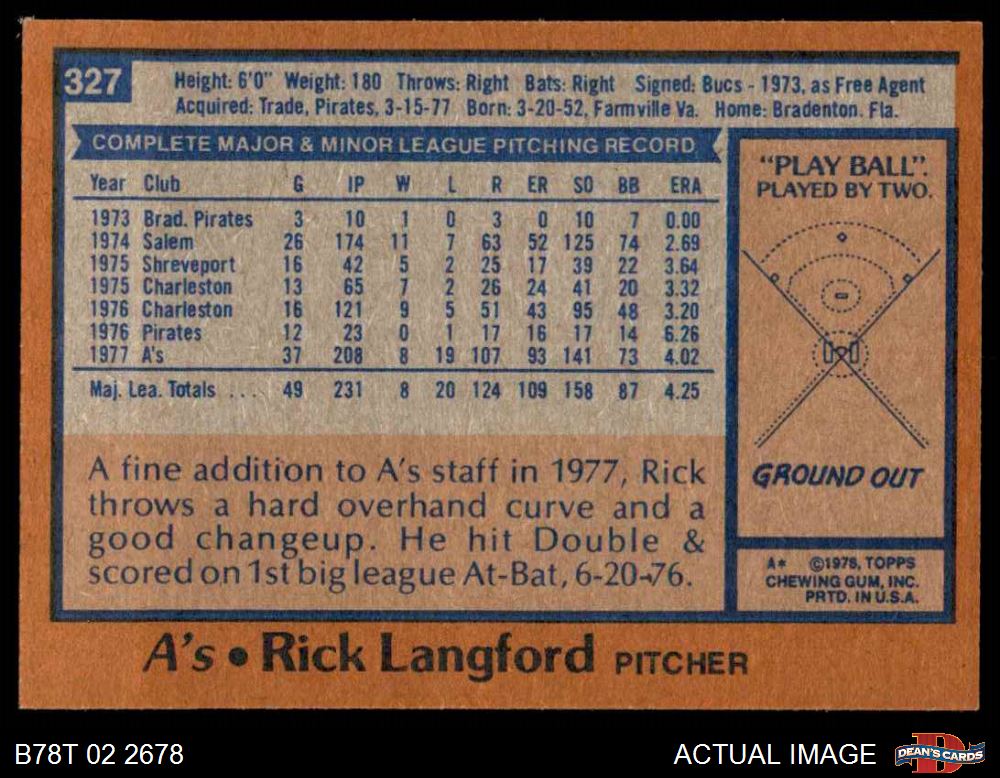 327
Height: 6'0" Weight: 180 Throws: Right Bats: Right Signed: Bucs - 1973, as Free Agent
Acquired: Trade, Pirates, 3-15-77 Born: 3-20-52, Farmville Va. Home: Bradenton. Fla.
COMPLETE MAJOR & MINOR LEAGUE PITCHING RECORD
Year Club G IP W L R ER SO BB ERA
1973 Brad. Pirates 3 10 1 0 3 0 10 7 0.00
1974 Salem 26 174 11 7 63 52 125 74 2.69
1975 Shreveport 16 42 5 2 25 17 39 22 3.64
1975 Charleston 13 65 7 2 26 24 41 20 3.32
1976 Charleston 16 121 9 5 51 43 95 48 3.20
1976 Pirates 12 23 0 1 17 16 17 14 6.26
1977 A's 37 208 8 19 107 93 141 73 4.02
Maj. Lea. Totals ... 49 231 8 20 124 109 158 87 4.25
A fine addition to A's staff in 1977, Rick
throws a hard overhand curve and a
good changeup. He hit Double &
scored on 1st big league At-Bat, 6-20-76.
"PLAY BALL".
PLAYED BY TWO.
GROUND OUT
A* ©1978, TOPPS
CHEWING GUM, INC.
PRTD. IN U.S.A.
A's • Rick Langford PITCHER
B78T 02 2678
ACTUAL IMAGE
DEAN'S CARDS